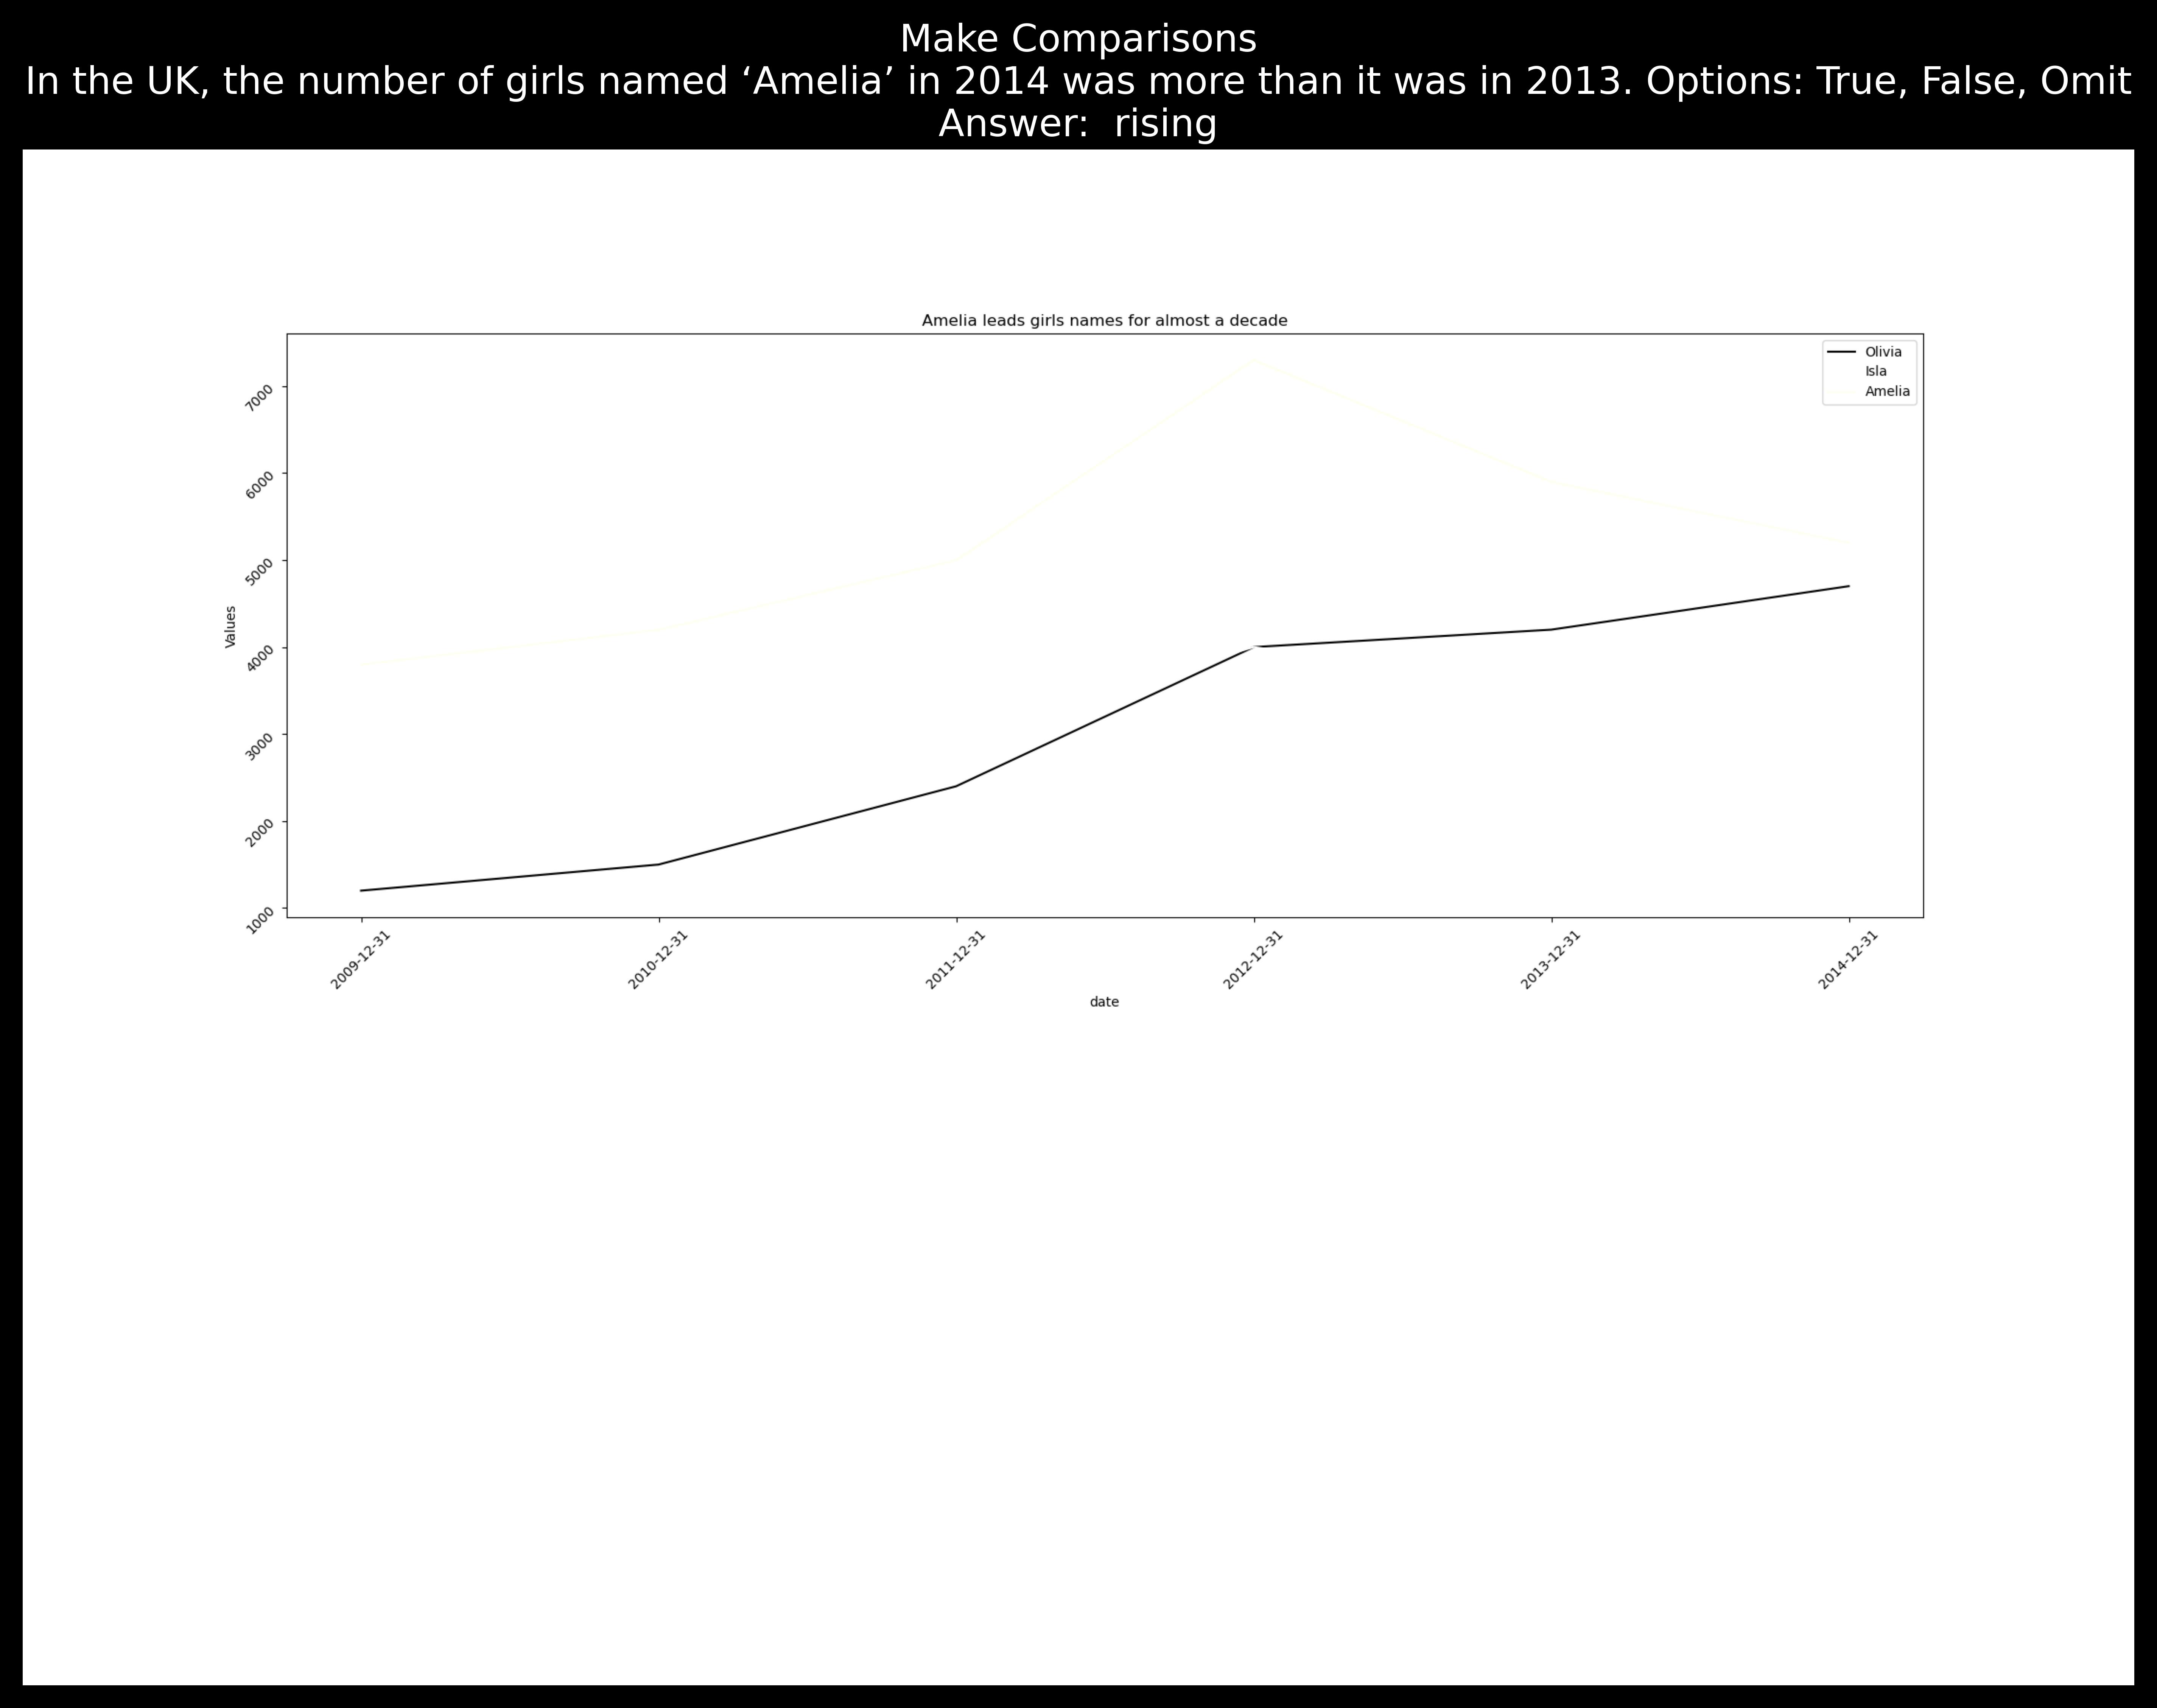 Make Comparisons
In the UK, the number of girls named ‘Amelia’ in 2014 was more than it was in 2013. Options: True, False, Omit
Answer:  rising
Amelia leads girls names for almost a decade
Olivia
Isla
Amelia
7000
6000
5000
4000
3000
2000
1000
Values
2009-12-31
2010-12-31
2011-12-31
2012-12-31
2013-12-31
2014-12-31
date